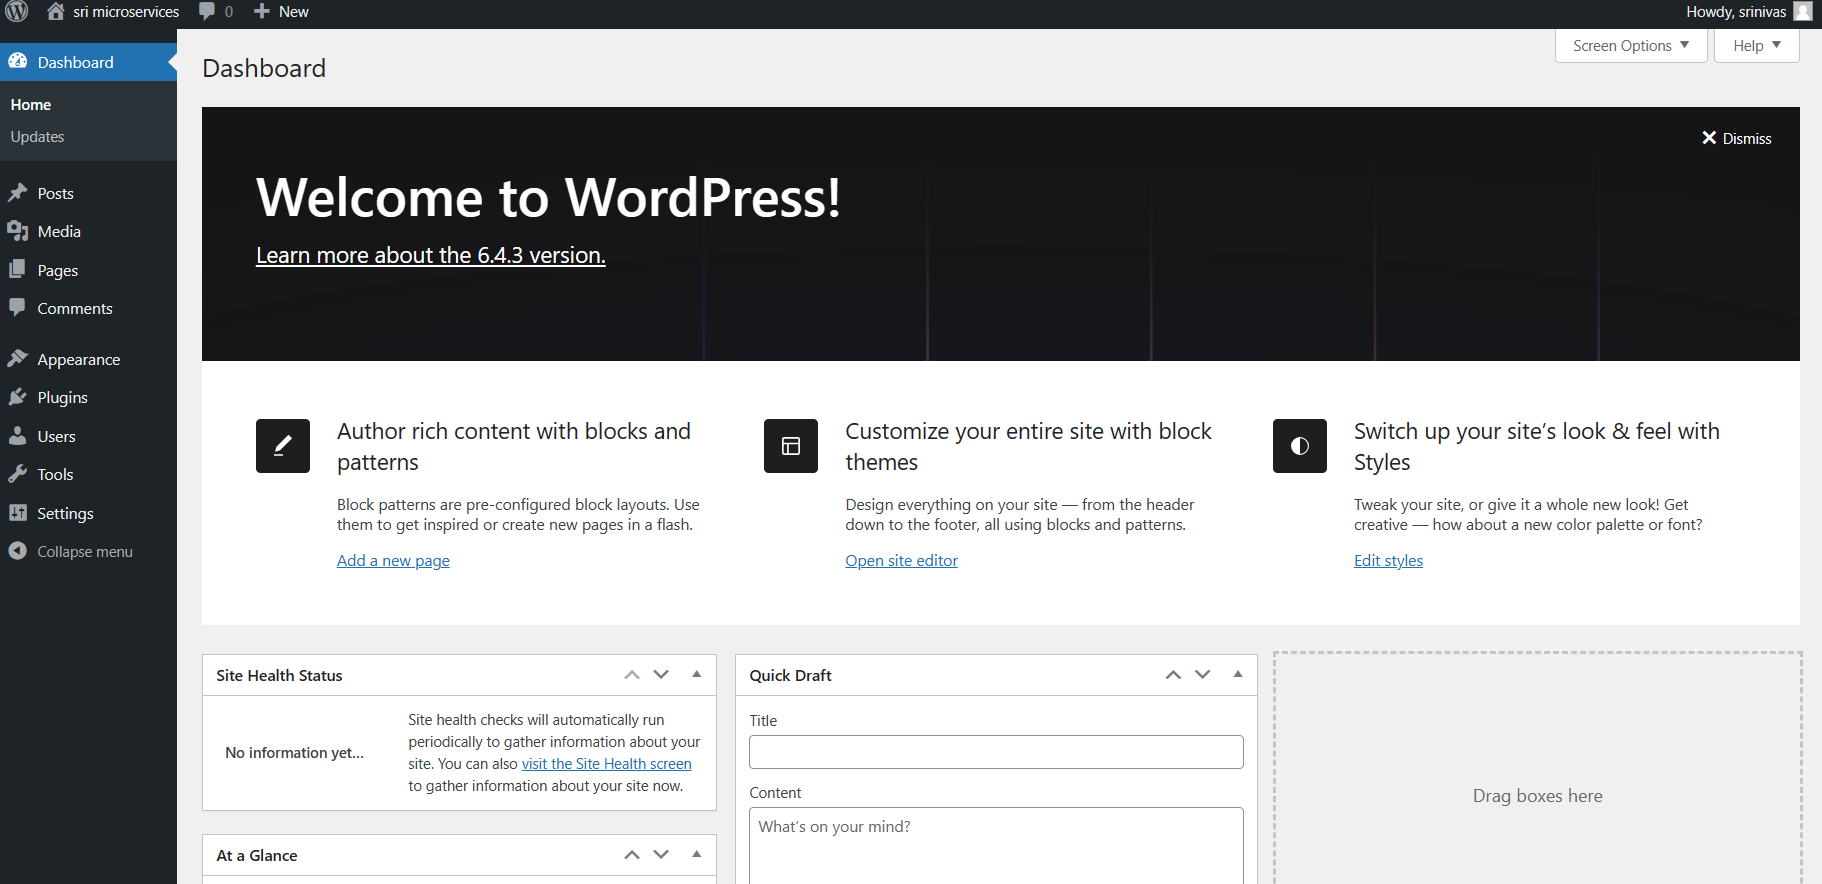 sri microservices
0
New
Howdy, srinivas
Dashboard
Home
Updates
Posts
Media
Pages
Comments
Appearance
Plugins
Users
Tools
Settings
Collapse menu
Screen Options
Help
Dashboard
Dismiss
Welcome to WordPress!
Learn more about the 6.4.3 version.
Author rich content with blocks and
patterns
Block patterns are pre-configured block layouts. Use
them to get inspired or create new pages in a flash.
Add a new page
Customize your entire site with block
themes
Design everything on your site — from the header
down to the footer, all using blocks and patterns.
Open site editor
Switch up your site’s look & feel with
Styles
Tweak your site, or give it a whole new look! Get
creative — how about a new color palette or font?
Edit styles
Site Health Status
No information yet...
Site health checks will automatically run
periodically to gather information about your
site. You can also visit the Site Health screen
to gather information about your site now.
At a Glance
Quick Draft
Title
Content
What’s on your mind?
Drag boxes here